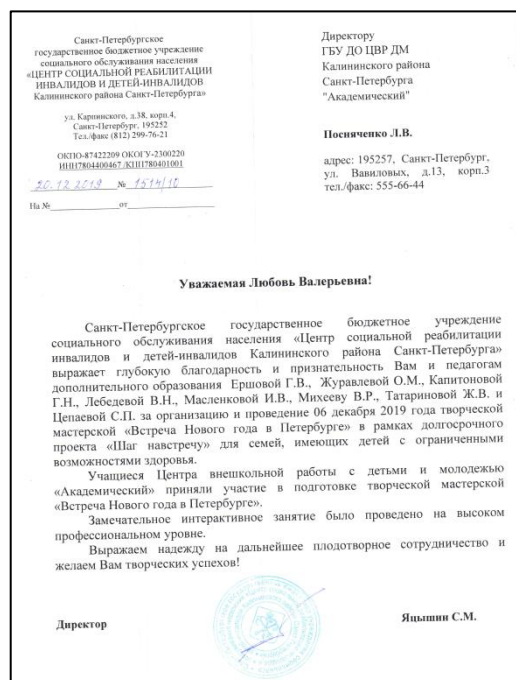 Санкт-Петербургское
государственное бюджетное учреждение
социального обслуживания населения
«ЦЕНТР СОЦИАЛЬНОЙ РЕАБИЛИТАЦИИ
ИНВАЛИДОВ И ДЕТЕЙ-ИНВАЛИДОВ
Калининского района Санкт-Петербурга»
ул. Карпинского, д.38, корп.4,
Санкт-Петербург, 195252
Тел./факс (812) 299-76-21
ОКПО-87422209 ОКОГУ-2300220
ИНН7804400467 /КПП780401001
20.12.2019 № 1514/10
На № от
Директору
ГБУ ДО ЦВР ДМ
Калининского района
Санкт-Петербурга
"Академический"
Посняченко Л.В.
адрес: 195257, Санкт-Петербург,
ул. Вавиловых, д.13, корп.3
тел./факс: 555-66-44
Уважаемая Любовь Валерьевна!
Санкт-Петербургское государственное бюджетное учреждение
социального обслуживания населения «Центр социальной реабилитации
инвалидов и детей-инвалидов Калининского района Санкт-Петербурга»
выражает глубокую благодарность и признательность Вам и педагогам
дополнительного образования Ершовой Г.В., Журавлевой О.М., Капитоновой
Г.Н., Лебедевой В.Н., Масленковой И.В., Михееву В.Р., Татариновой Ж.В. и
Цепаевой С.П. за организацию и проведение 06 декабря 2019 года творческой
мастерской «Встреча Нового года в Петербурге» в рамках долгосрочного
проекта «Шаг навстречу» для семей, имеющих детей с ограниченными
возможностями здоровья.
Учащиеся Центра внешкольной работы с детьми и молодежью
«Академический» приняли участие в подготовке творческой мастерской
«Встреча Нового года в Петербурге».
Замечательное интерактивное занятие было проведено на высоком
профессиональном уровне.
Выражаем надежду на дальнейшее плодотворное сотрудничество и
желаем Вам творческих успехов!
Директор
Яцышин С.М.